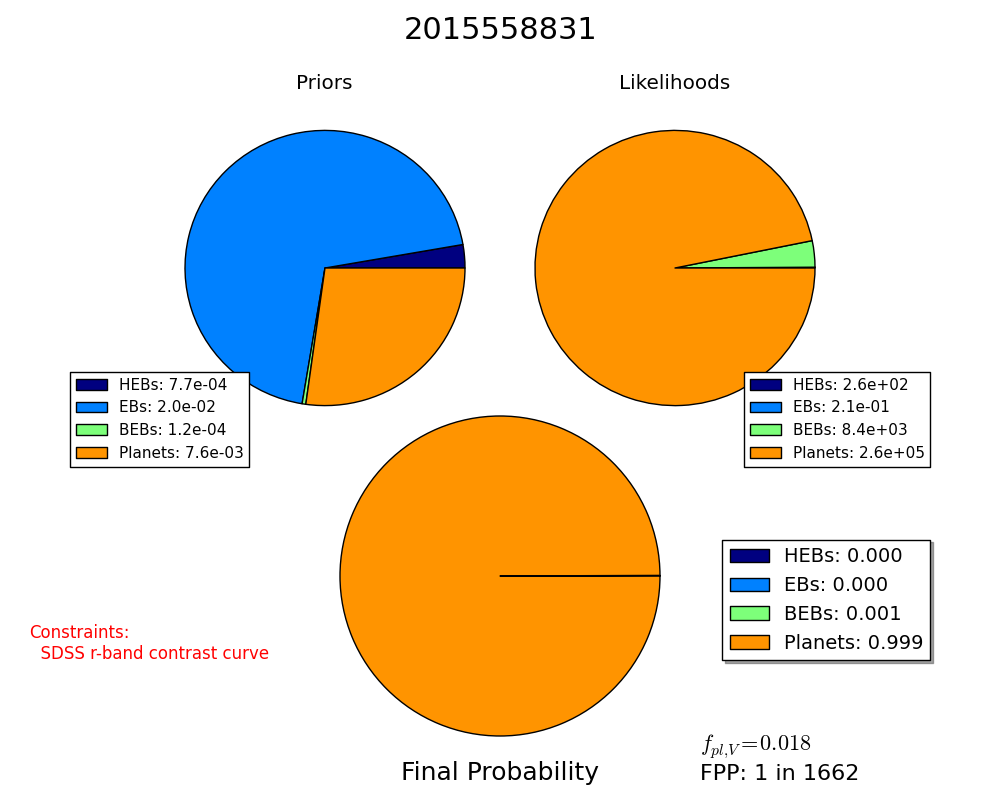 2015558831
Priors
Likelihoods
HEBs: 7.7e-04
EBs: 2.0e-02
BEBs: 1.2e-04
Planets: 7.6e-03
HEBs: 2.6e+02
EBs: 2.1e-01
BEBs: 8.4e+03
Planets: 2.6e+05
HEBs: 0.000
EBs: 0.000
BEBs: 0.001
Planets: 0.999
Constraints:
SDSS r-band contrast curve
f_{pl,V}=0.018
Final Probability
FPP: 1 in 1662